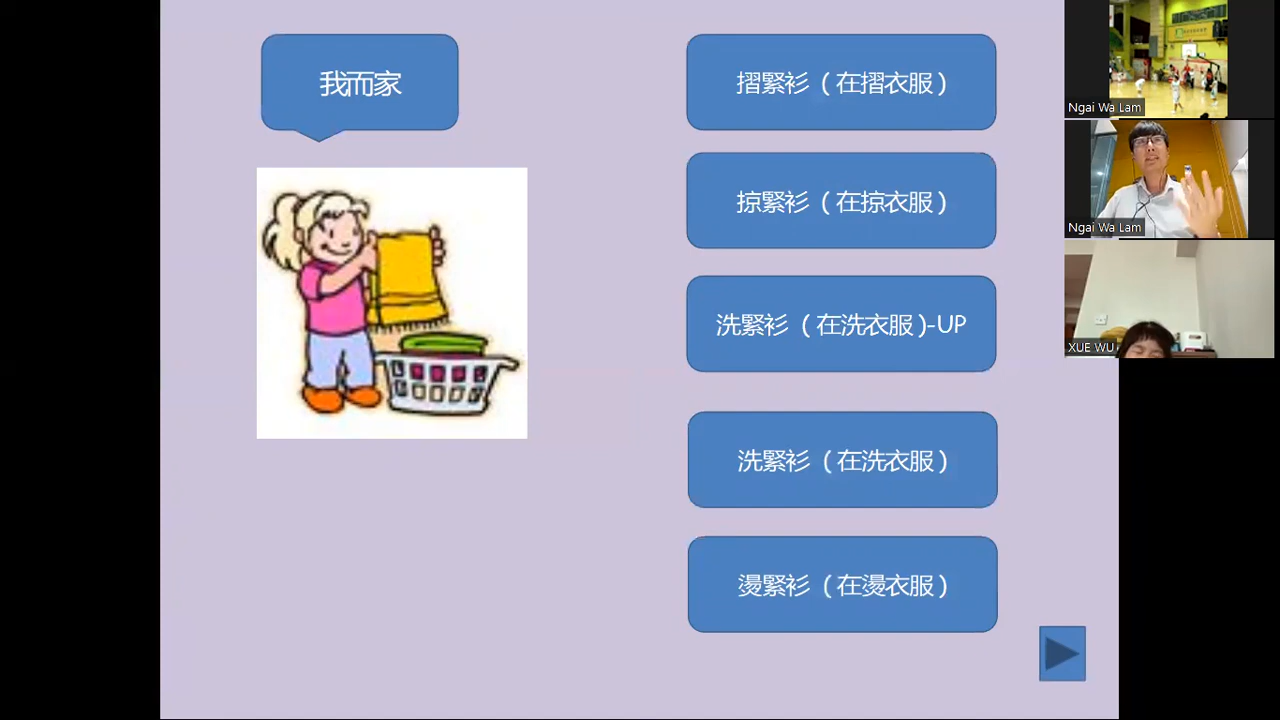 我而家
摺緊衫（在摺衣服）
掠緊衫（在掠衣服）
洗緊衫（在洗衣服)-UP
洗緊衫（在洗衣服）
燙緊衫（在燙衣服）
Ngai Wa Lam
Ngai Wa Lam
XUE WU